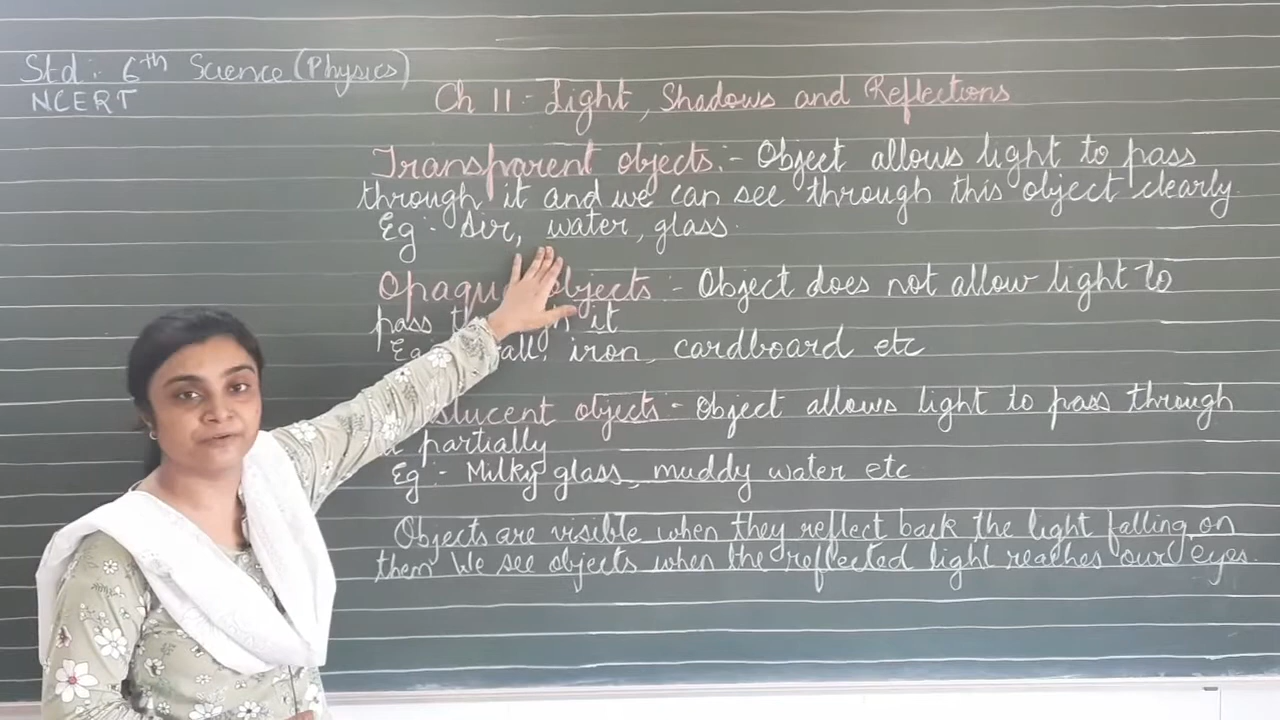 Std:- 6th Science (Physics)
NCERT
Ch 11 - Light, Shadows and Reflections
Transparent objects:- Object allows light to pass
through it and we can see through this object clearly.
Eg:- Air, water, glass.
objects:- Object does not allow light to
pass it
iron, cardboard etc
objects - Object allows light to pass through
partially
Eg:- Milky glass, muddy water etc
Objects are visible when they reflect back the light falling on
them We see objects when the reflected light reaches our eyes.